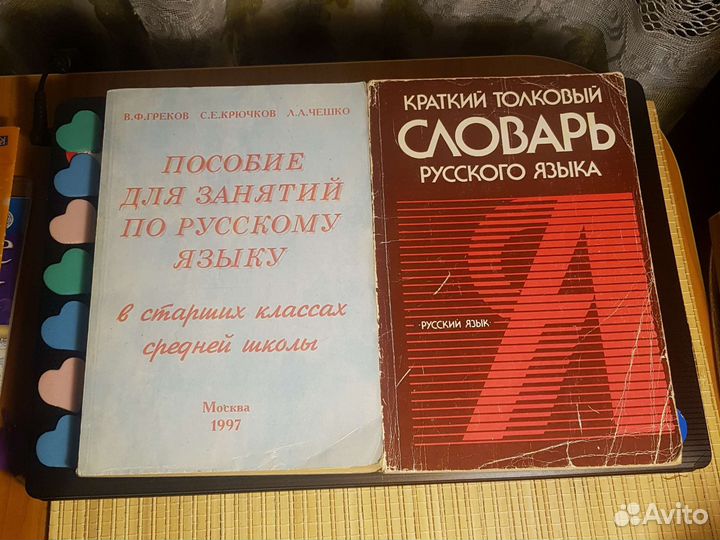 В.Ф.ГРЕКОВ С.Е.КРЮЧКОВ Л.А.ЧЕШКО
ПОСОБИЕ
ДЛЯ ЗАНЯТИЙ
ПО РУССКОМУ
ЯЗЫКУ
в старших классах
средней школы
Москва
1997
КРАТКИЙ ТОЛКОВЫЙ
СЛОВАРЬ
РУССКОГО ЯЗЫКА
РУССКИЙ ЯЗЫК
Я
Avito